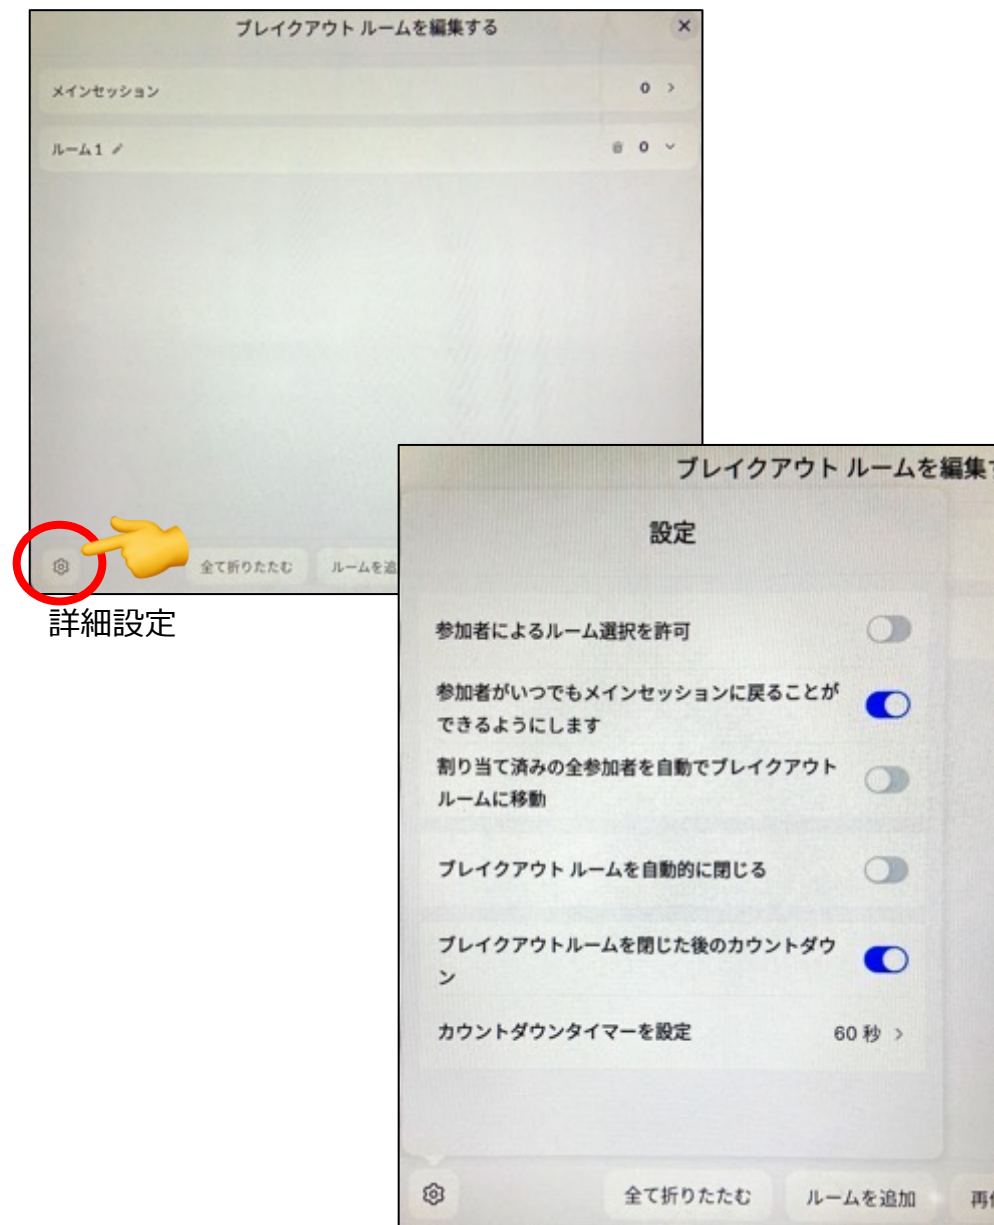 ブレイクアウト ルームを編集する
メインセッション 0
ルーム1 0
全て折りたたむ ルームを追
詳細設定
ブレイクアウト ルームを編集
設定
参加者によるルーム選択を許可
参加者がいつでもメインセッションに戻ることが
できるようにします
割り当て済みの全参加者を自動でブレイクアウト
ルームに移動
ブレイクアウト ルームを自動的に閉じる
ブレイクアウトルームを閉じた後のカウントダウ
ン
カウントダウンタイマーを設定 60 秒
全て折りたたむ ルームを追加 再